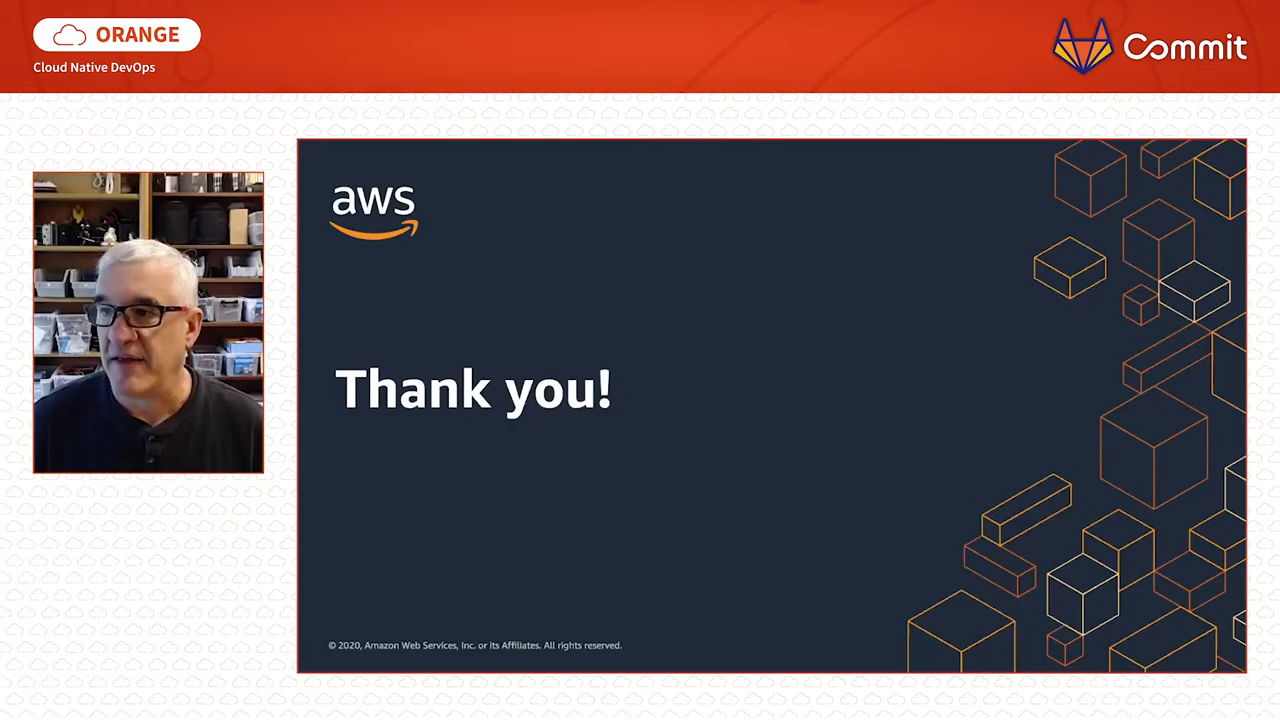 ORANGE
Cloud Native DevOps
Commit
aws
Thank you!
© 2020, Amazon Web Services, Inc. or its Affiliates. All rights reserved.